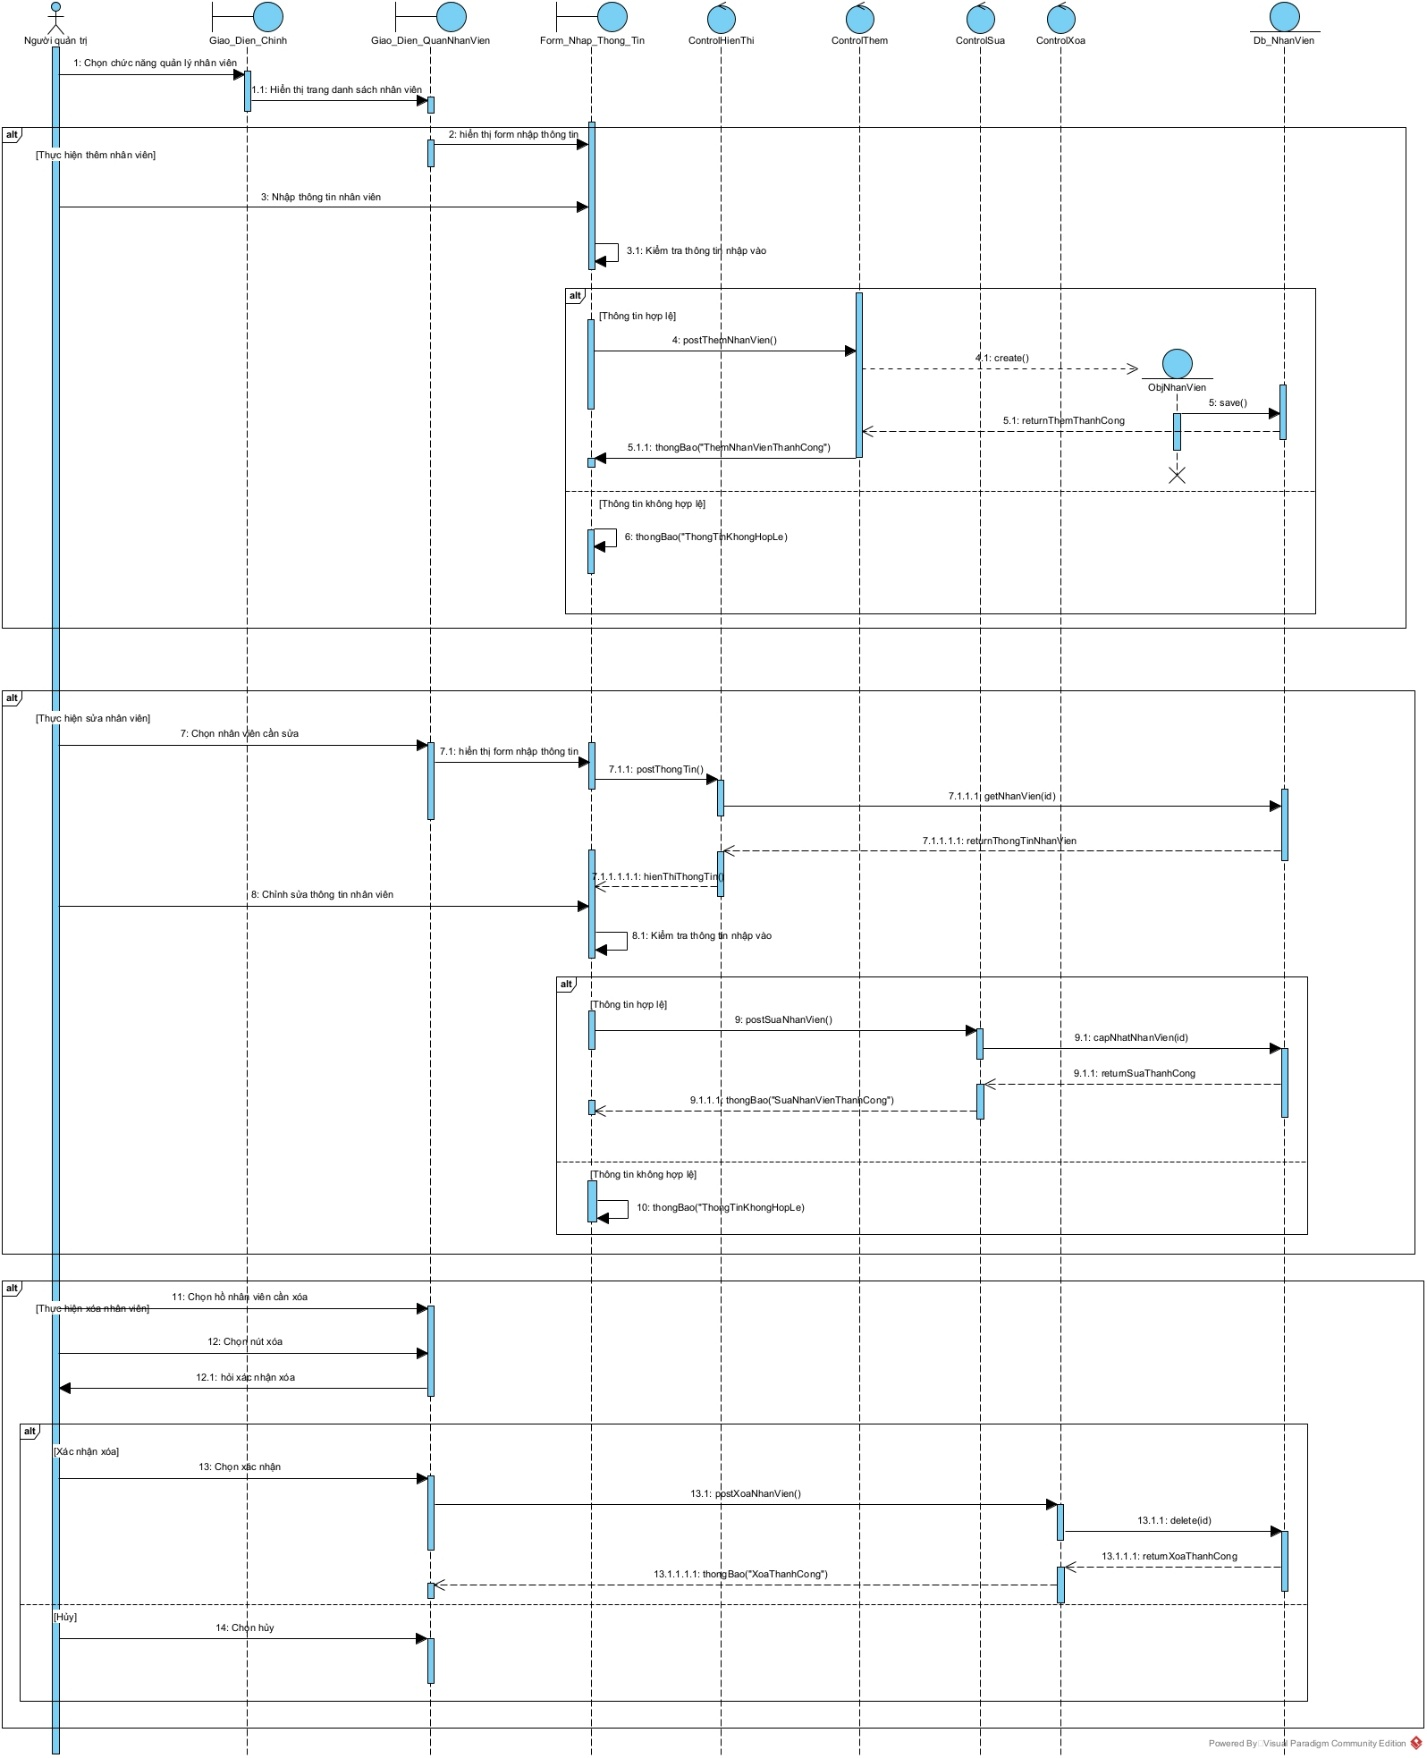 Người quản trị
Giao_Dien_Chinh
Giao_Dien_QuanNhanVien
Form_Nhap_Thong_Tin
ControlHienThi
ControlThem
ControlSua
ControlXoa
Db_NhanVien
1: Chọn chức năng quản lý nhân viên
1.1: Hiển thị trang danh sách nhân viên
alt
2: hiển thị form nhập thông tin
[Thực hiện thêm nhân viên]
3: Nhập thông tin nhân viên
3.1: Kiểm tra thông tin nhập vào
alt
[Thông tin hợp lệ]
4: postThemNhanVien()
4.1: create()
ObjNhanVien
5: save()
5.1: returnThemThanhCong
5.1.1: thongBao("ThemNhanVienThanhCong")
[Thông tin không hợp lệ]
6: thongBao("ThongTinKhongHopLe)
alt
[Thực hiện sửa nhân viên]
7: Chọn nhân viên cần sửa
7.1: hiển thị form nhập thông tin
7.1.1: postThongTin()
7.1.1.1: getNhanVien(id)
7.1.1.1.1: returnThongTinNhanVien
7.1.1.1.1.1: hienThiThongTin()
8: Chỉnh sửa thông tin nhân viên
8.1: Kiểm tra thông tin nhập vào
alt
[Thông tin hợp lệ]
9: postSuaNhanVien()
9.1: capNhatNhanVien(id)
9.1.1: returnSuaThanhCong
9.1.1.1: thongBao("SuaNhanVienThanhCong")
[Thông tin không hợp lệ]
10: thongBao("ThongTinKhongHopLe)
alt
11: Chọn hồ nhân viên cần xóa
[Thực hiện xóa nhân viên]
12: Chọn nút xóa
12.1: hỏi xác nhận xóa
alt
[Xác nhận xóa]
13: Chọn xác nhận
13.1: postXoaNhanVien()
13.1.1: delete(id)
13.1.1.1: returnXoaThanhCong
13.1.1.1.1: thongBao("XoaThanhCong")
[Hủy]
14: Chọn hủy
Powered By Visual Paradigm Community Edition